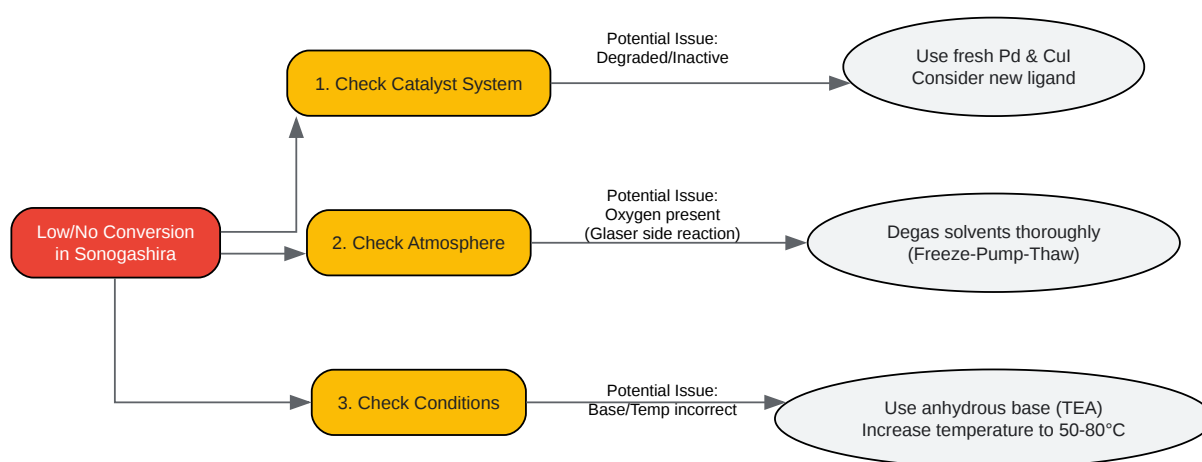 Low/No Conversion
in Sonogashira
1. Check Catalyst System
Potential Issue:
Degraded/Inactive
Use fresh Pd & CuI
Consider new ligand
2. Check Atmosphere
Potential Issue:
Oxygen present
(Glaser side reaction)
Degas solvents thoroughly
(Freeze-Pump-Thaw)
3. Check Conditions
Potential Issue:
Base/Temp incorrect
Use anhydrous base (TEA)
Increase temperature to 50-80°C